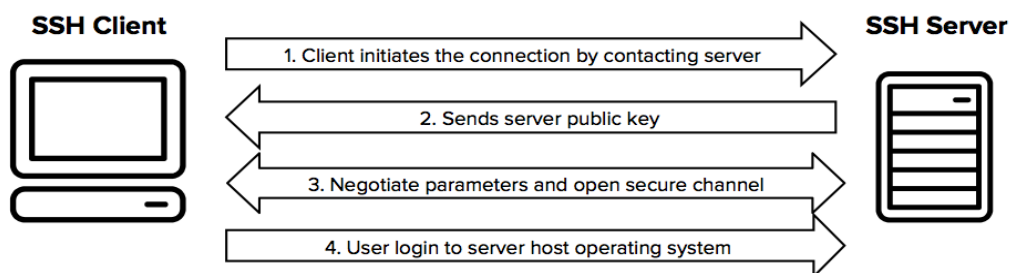 SSH Client
SSH Server
1. Client initiates the connection by contacting server
2. Sends server public key
3. Negotiate parameters and open secure channel
4. User login to server host operating system